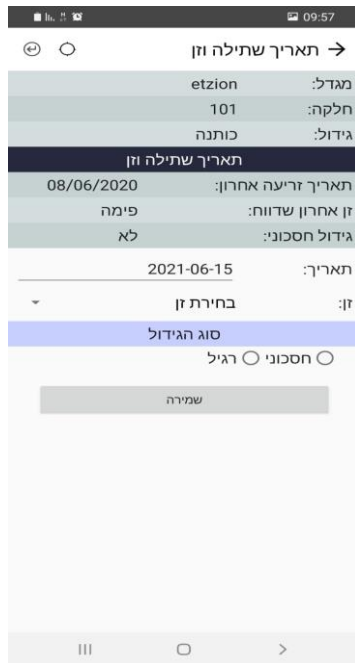 09:57
תאריך שתילה וזן
מגדל: etzion
חלקה: 101
גידול: כותנה
תאריך שתילה וזן
תאריך זריעה אחרון: 08/06/2020
זן אחרון שדווח: פימה
גידול חסכוני: לא
תאריך: 2021-06-15
זן: בחירת זן
סוג הגידול
חסכוני רגיל
שמירה